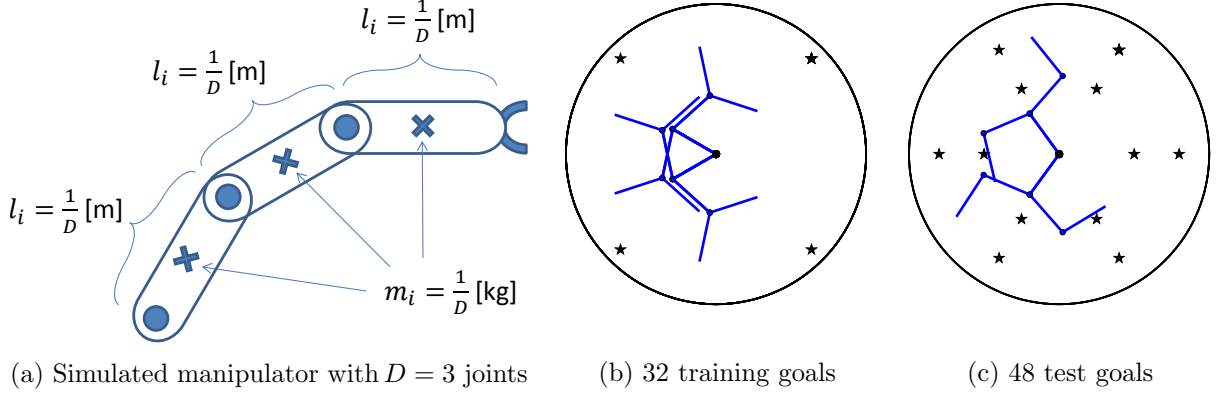 l_i = 1/D [m]
l_i = 1/D [m]
l_i = 1/D [m]
m_i = 1/D [kg]
(a) Simulated manipulator with D = 3 joints
(b) 32 training goals
(c) 48 test goals